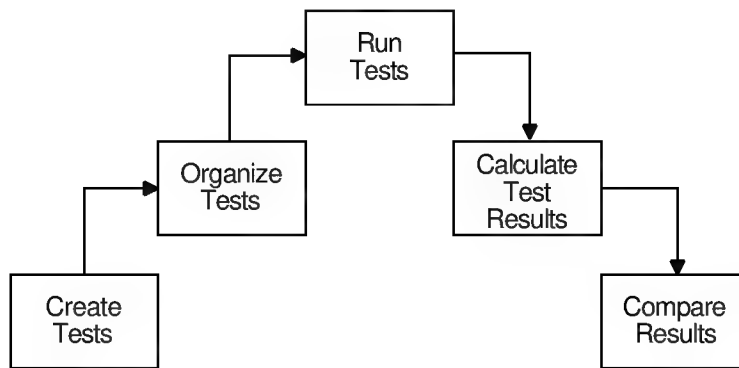 Run
Tests
Organize
Tests
Calculate
Test
Results
Create
Tests
Compare
Results